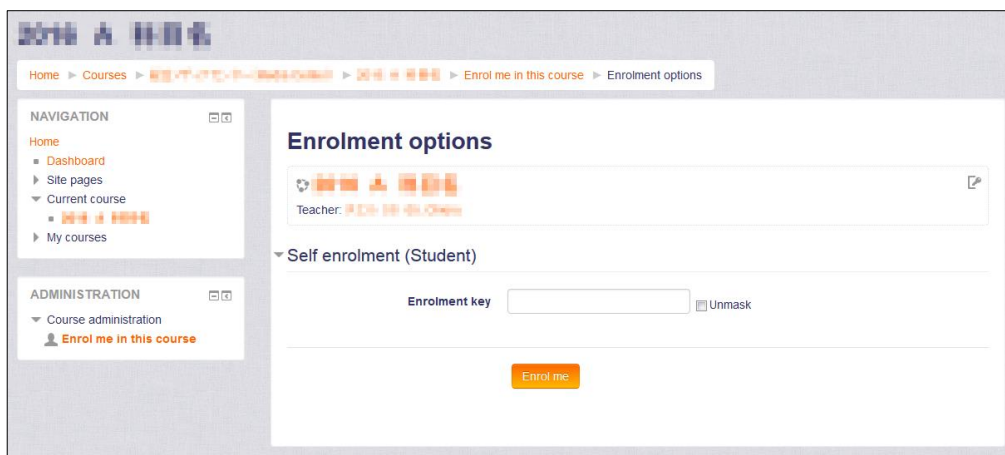 2016 A
Home Courses Enrol me in this course Enrolment options
NAVIGATION
Home
Dashboard
Site pages
Current course
My courses
ADMINISTRATION
Course administration
Enrol me in this course
Enrolment options
Teacher:
Self enrolment (Student)
Enrolment key Unmask
Enrol me